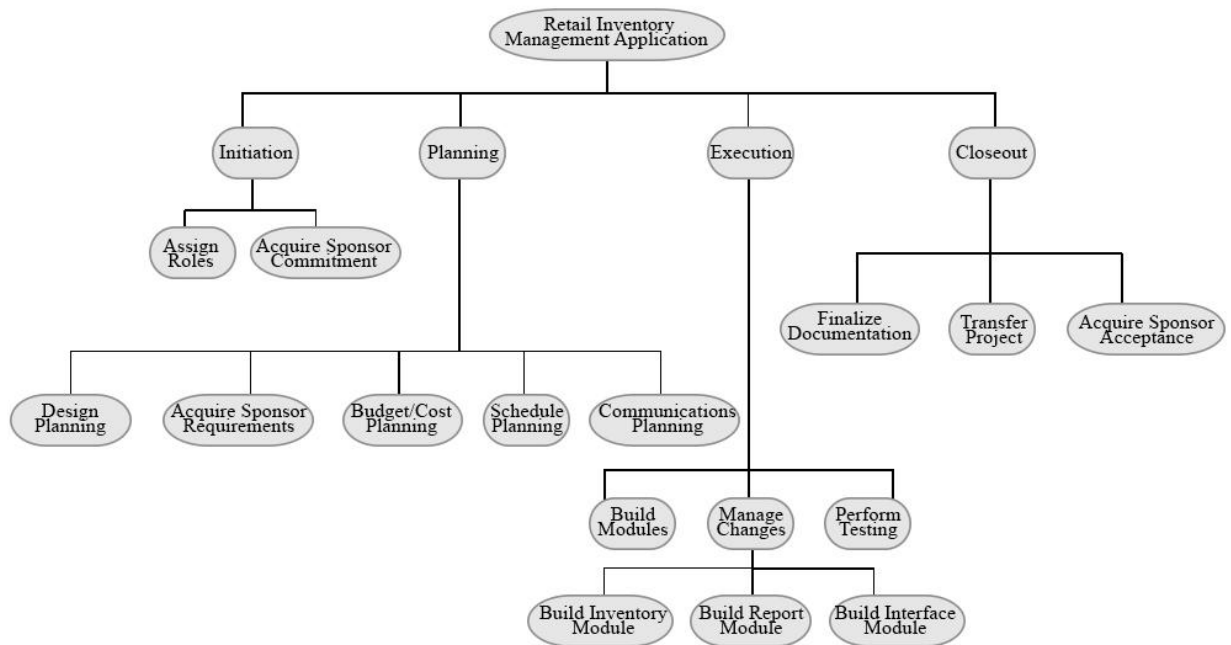 Retail Inventory
Management Application
Initiation
Planning
Execution
Closeout
Assign
Roles
Acquire Sponsor
Commitment
Finalize
Documentation
Transfer
Project
Acquire Sponsor
Acceptance
Design
Planning
Acquire Sponsor
Requirements
Budget/Cost
Planning
Schedule
Planning
Communications
Planning
Build
Modules
Manage
Changes
Perform
Testing
Build Inventory
Module
Build Report
Module
Build Interface
Module